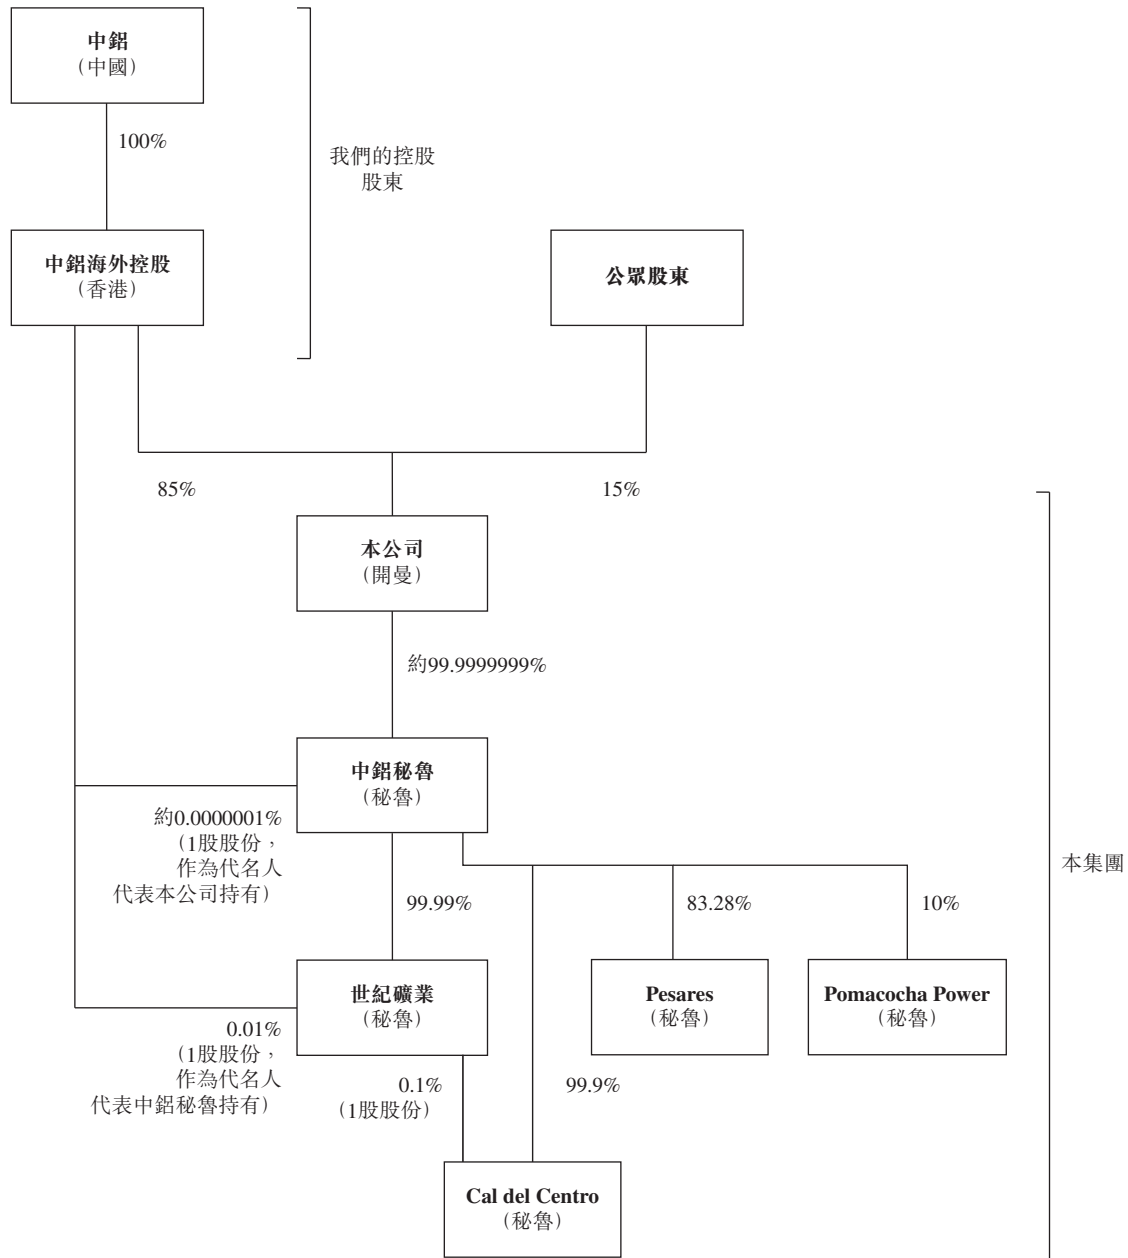 中鋁
（中國）
100%
我們的控股
股東
中鋁海外控股
（香港）
公眾股東
85%
15%
本公司
（開曼）
約99.9999999%
中鋁秘魯
（秘魯）
約0.0000001%
（1股股份，
作為代名人
代表本公司持有）
本集團
99.99%
83.28%
10%
世紀礦業
（秘魯）
Pesares
（秘魯）
Pomacocha Power
（秘魯）
0.01%
（1股股份，
作為代名人
代表中鋁秘魯持有）
0.1%
（1股股份）
99.9%
Cal del Centro
（秘魯）